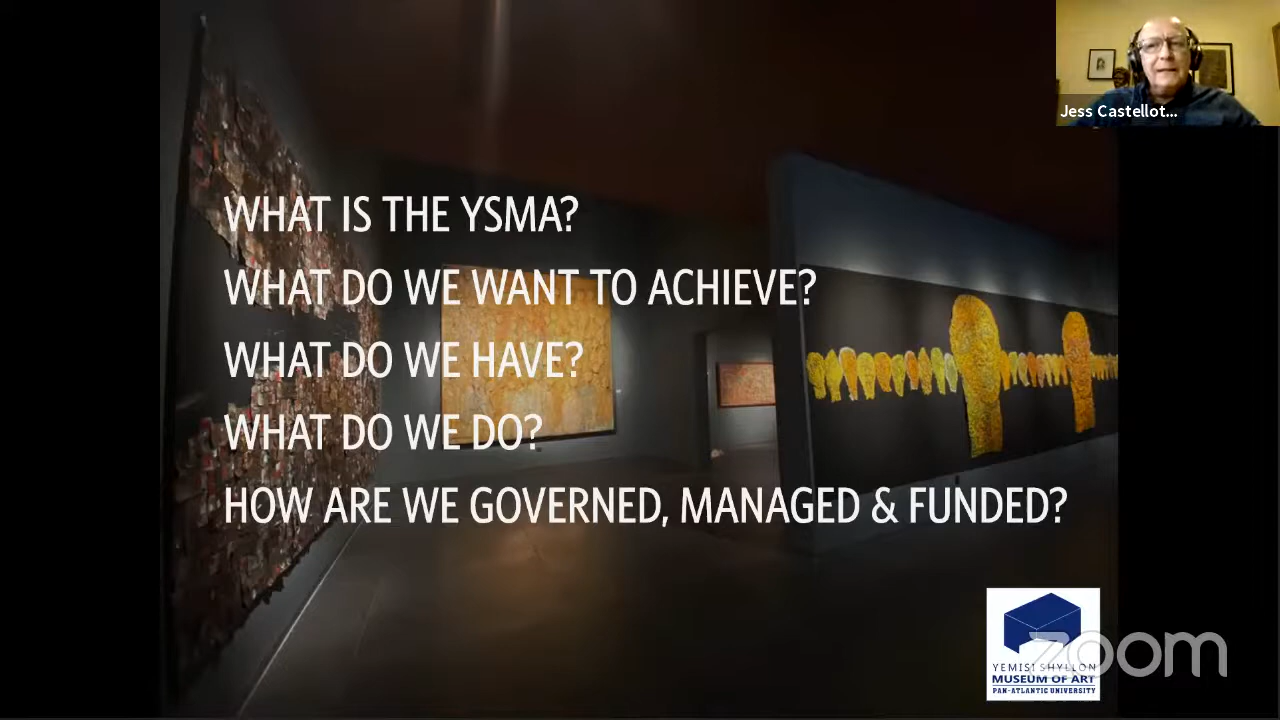 Jess Castellot...
WHAT IS THE YSMA?
WHAT DO WE WANT TO ACHIEVE?
WHAT DO WE HAVE?
WHAT DO WE DO?
HOW ARE WE GOVERNED, MANAGED & FUNDED?
zoom
YEMISI SHYLLON
MUSEUM OF ART
PAN-ATLANTIC UNIVERSITY